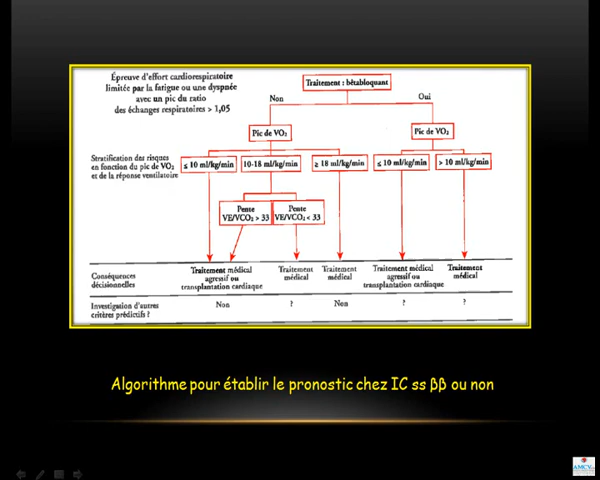 Épreuve d'effort cardiorespiratoire
limitée par la fatigue ou une dyspnée
avec un pic du ratio
des échanges respiratoires > 1,05
Traitement : bêtabloquant
Non
Oui
Pic de VO₂
Pic de VO₂
Stratification des risques
en fonction du pic de VO₂
et de la réponse ventilatoire
≤ 10 ml/kg/min
10-18 ml/kg/min
≥ 18 ml/kg/min
≤ 10 ml/kg/min
> 10 ml/kg/min
Pente
VE/VCO₂ > 33
Pente
VE/VCO₂ < 33
Conséquences
décisionnelles
Traitement médical
agressif ou
transplantation cardiaque
Traitement
médical
Traitement
médical
Traitement médical
agressif ou
transplantation cardiaque
Traitement
médical
Investigation d'autres
critères prédictifs ?
Non
?
Non
?
?
Algorithme pour établir le pronostic chez IC ss ββ ou non
AMCV